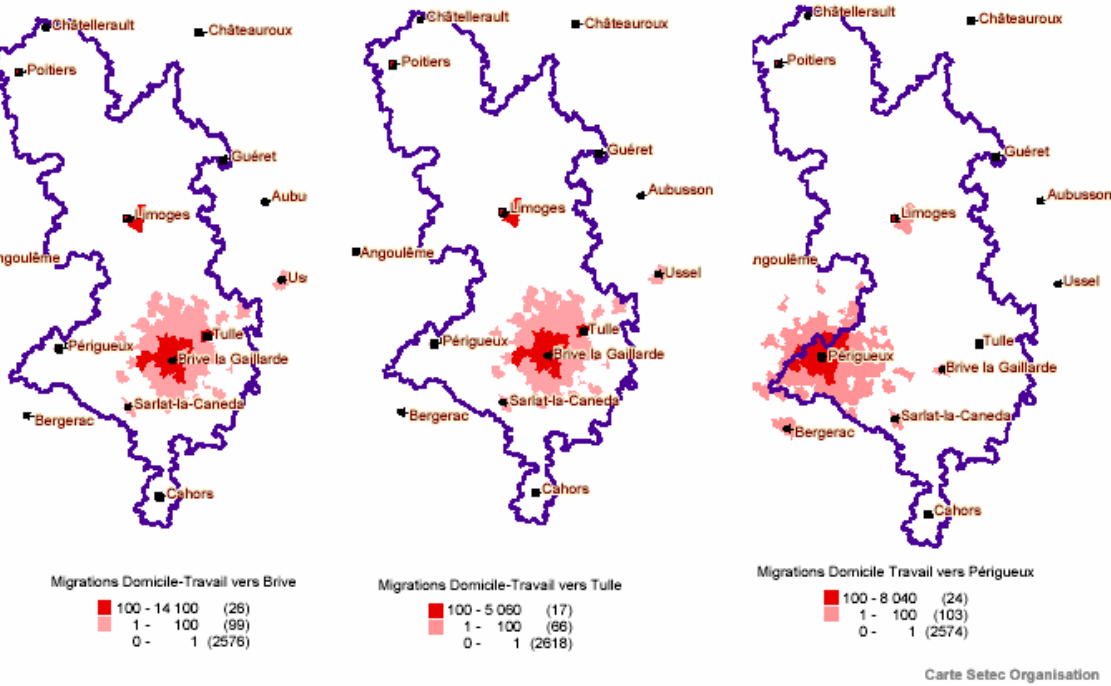 Châtellerault
Châteauroux
Poitiers
Guéret
Aubu
Limoges
ngoulême
Uss
Périgueux
Tulle
Brive la Gaillarde
Sarlat-la-Caneda
Bergerac
Cahors
Migrations Domicile-Travail vers Brive
100 - 14 100 (26)
1 - 100 (99)
0 - 1 (2576)
Châtellerault
Châteauroux
Poitiers
Guéret
Aubusson
Limoges
Angoulême
Ussel
Tulle
Périgueux
Brive la Gaillarde
Sarlat-la-Caneda
Bergerac
Cahors
Migrations Domicile-Travail vers Tulle
100 - 5 060 (17)
1 - 100 (66)
0 - 1 (2618)
Châtellerault
Châteauroux
Poitiers
Guéret
Aubusson
Limoges
ngoulême
Ussel
Tulle
Périgueux
Brive la Gaillarde
Sarlat-la-Caneda
Bergerac
Cahors
Migrations Domicile Travail vers Périgueux
100 - 8 040 (24)
1 - 100 (103)
0 - 1 (2574)
Carte Setec Organisation